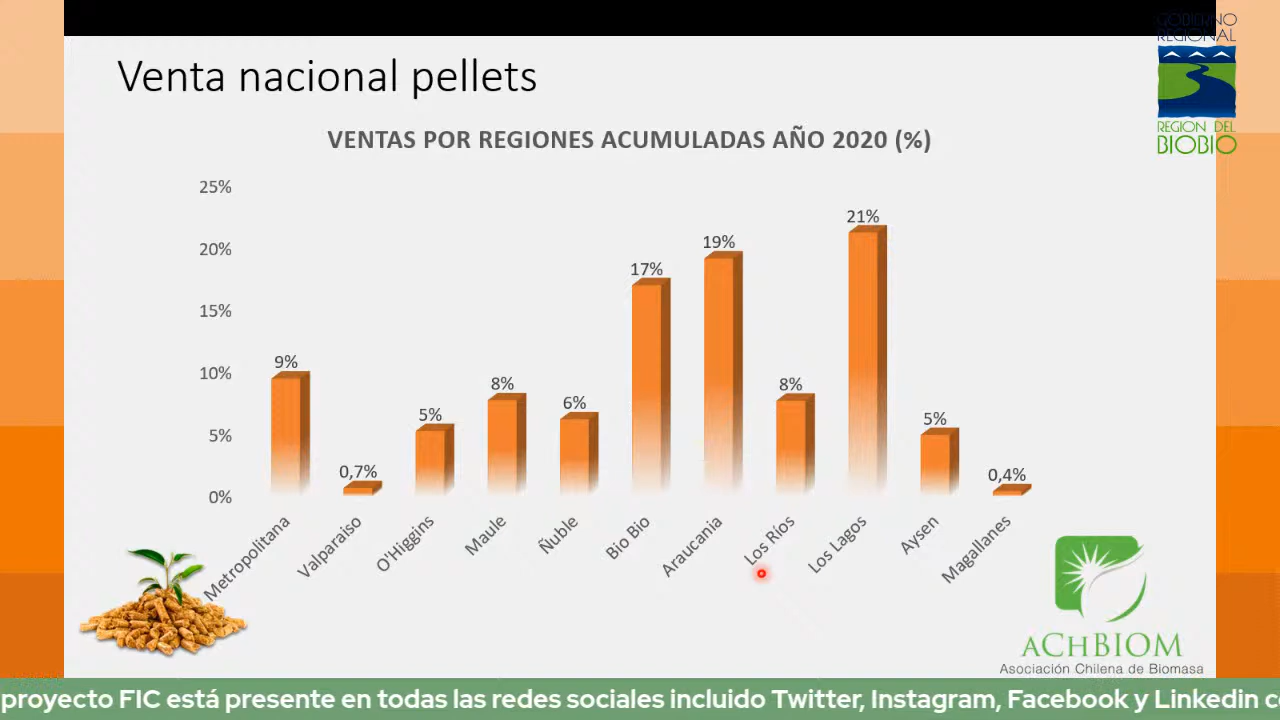 GOBIERNO
REGIONAL
REGION DEL
BIOBIO
Venta nacional pellets
VENTAS POR REGIONES ACUMULADAS AÑO 2020 (%)
25%
20%
15%
10%
5%
0%
9%
0,7%
5%
8%
6%
17%
19%
8%
21%
5%
0,4%
Metropolitana
Valparaiso
O'Higgins
Maule
Ñuble
Bio Bio
Araucania
Los Ríos
Los Lagos
Aysen
Magallanes
ACHBIOM
Asociación Chilena de Biomasa
proyecto FIC está presente en todas las redes sociales incluido Twitter, Instagram, Facebook y Linkedin c